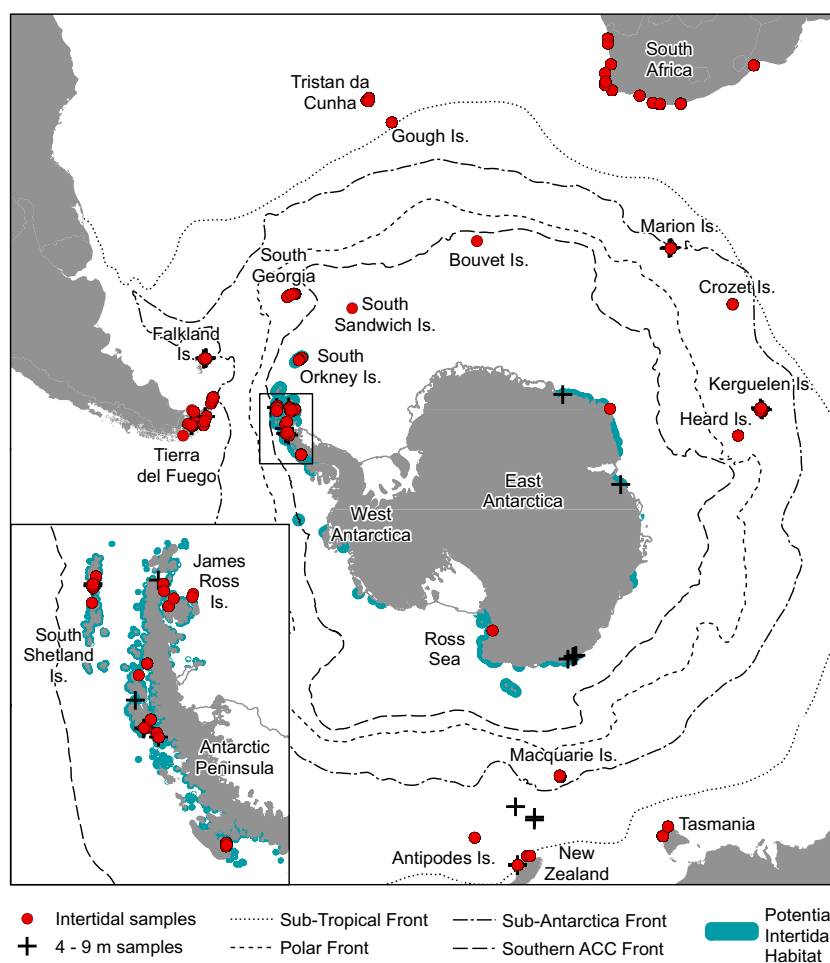 South
Africa
Tristan da
Cunha
Gough Is.
Marion Is.
Bouvet Is.
South
Georgia
Crozet Is.
South
Sandwich Is.
Falkland
Is.
South
Orkney Is.
Kerguelen Is.
Heard Is.
Tierra
del Fuego
East
Antarctica
West
Antarctica
James
Ross
Is.
South
Shetland
Is.
Ross
Sea
Antarctic
Peninsula
Macquarie Is.
Tasmania
Antipodes Is.
New
Zealand
Intertidal samples
4 - 9 m samples
Sub-Tropical Front
Polar Front
Sub-Antarctica Front
Southern ACC Front
Potentia
Intertida
Habitat